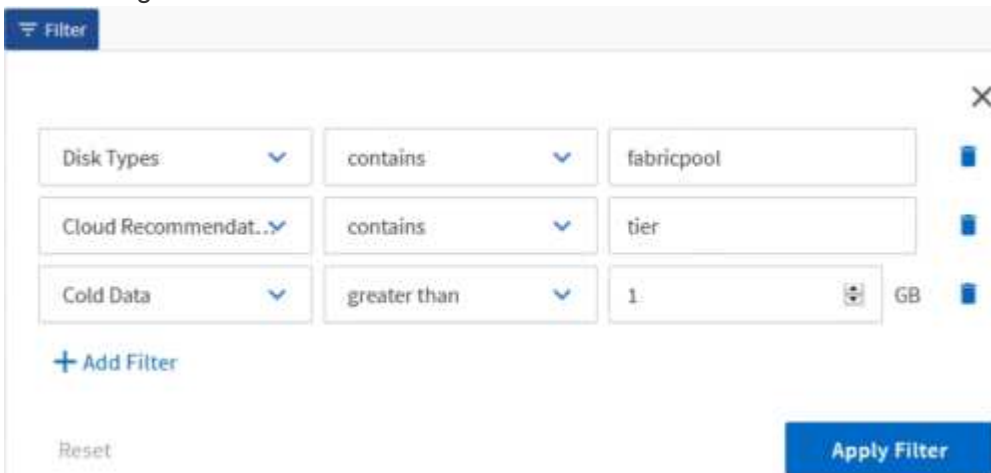 Filter
Disk Types contains fabricpool
Cloud Recommendat... contains tier
Cold Data greater than 1 GB
+ Add Filter
Reset Apply Filter